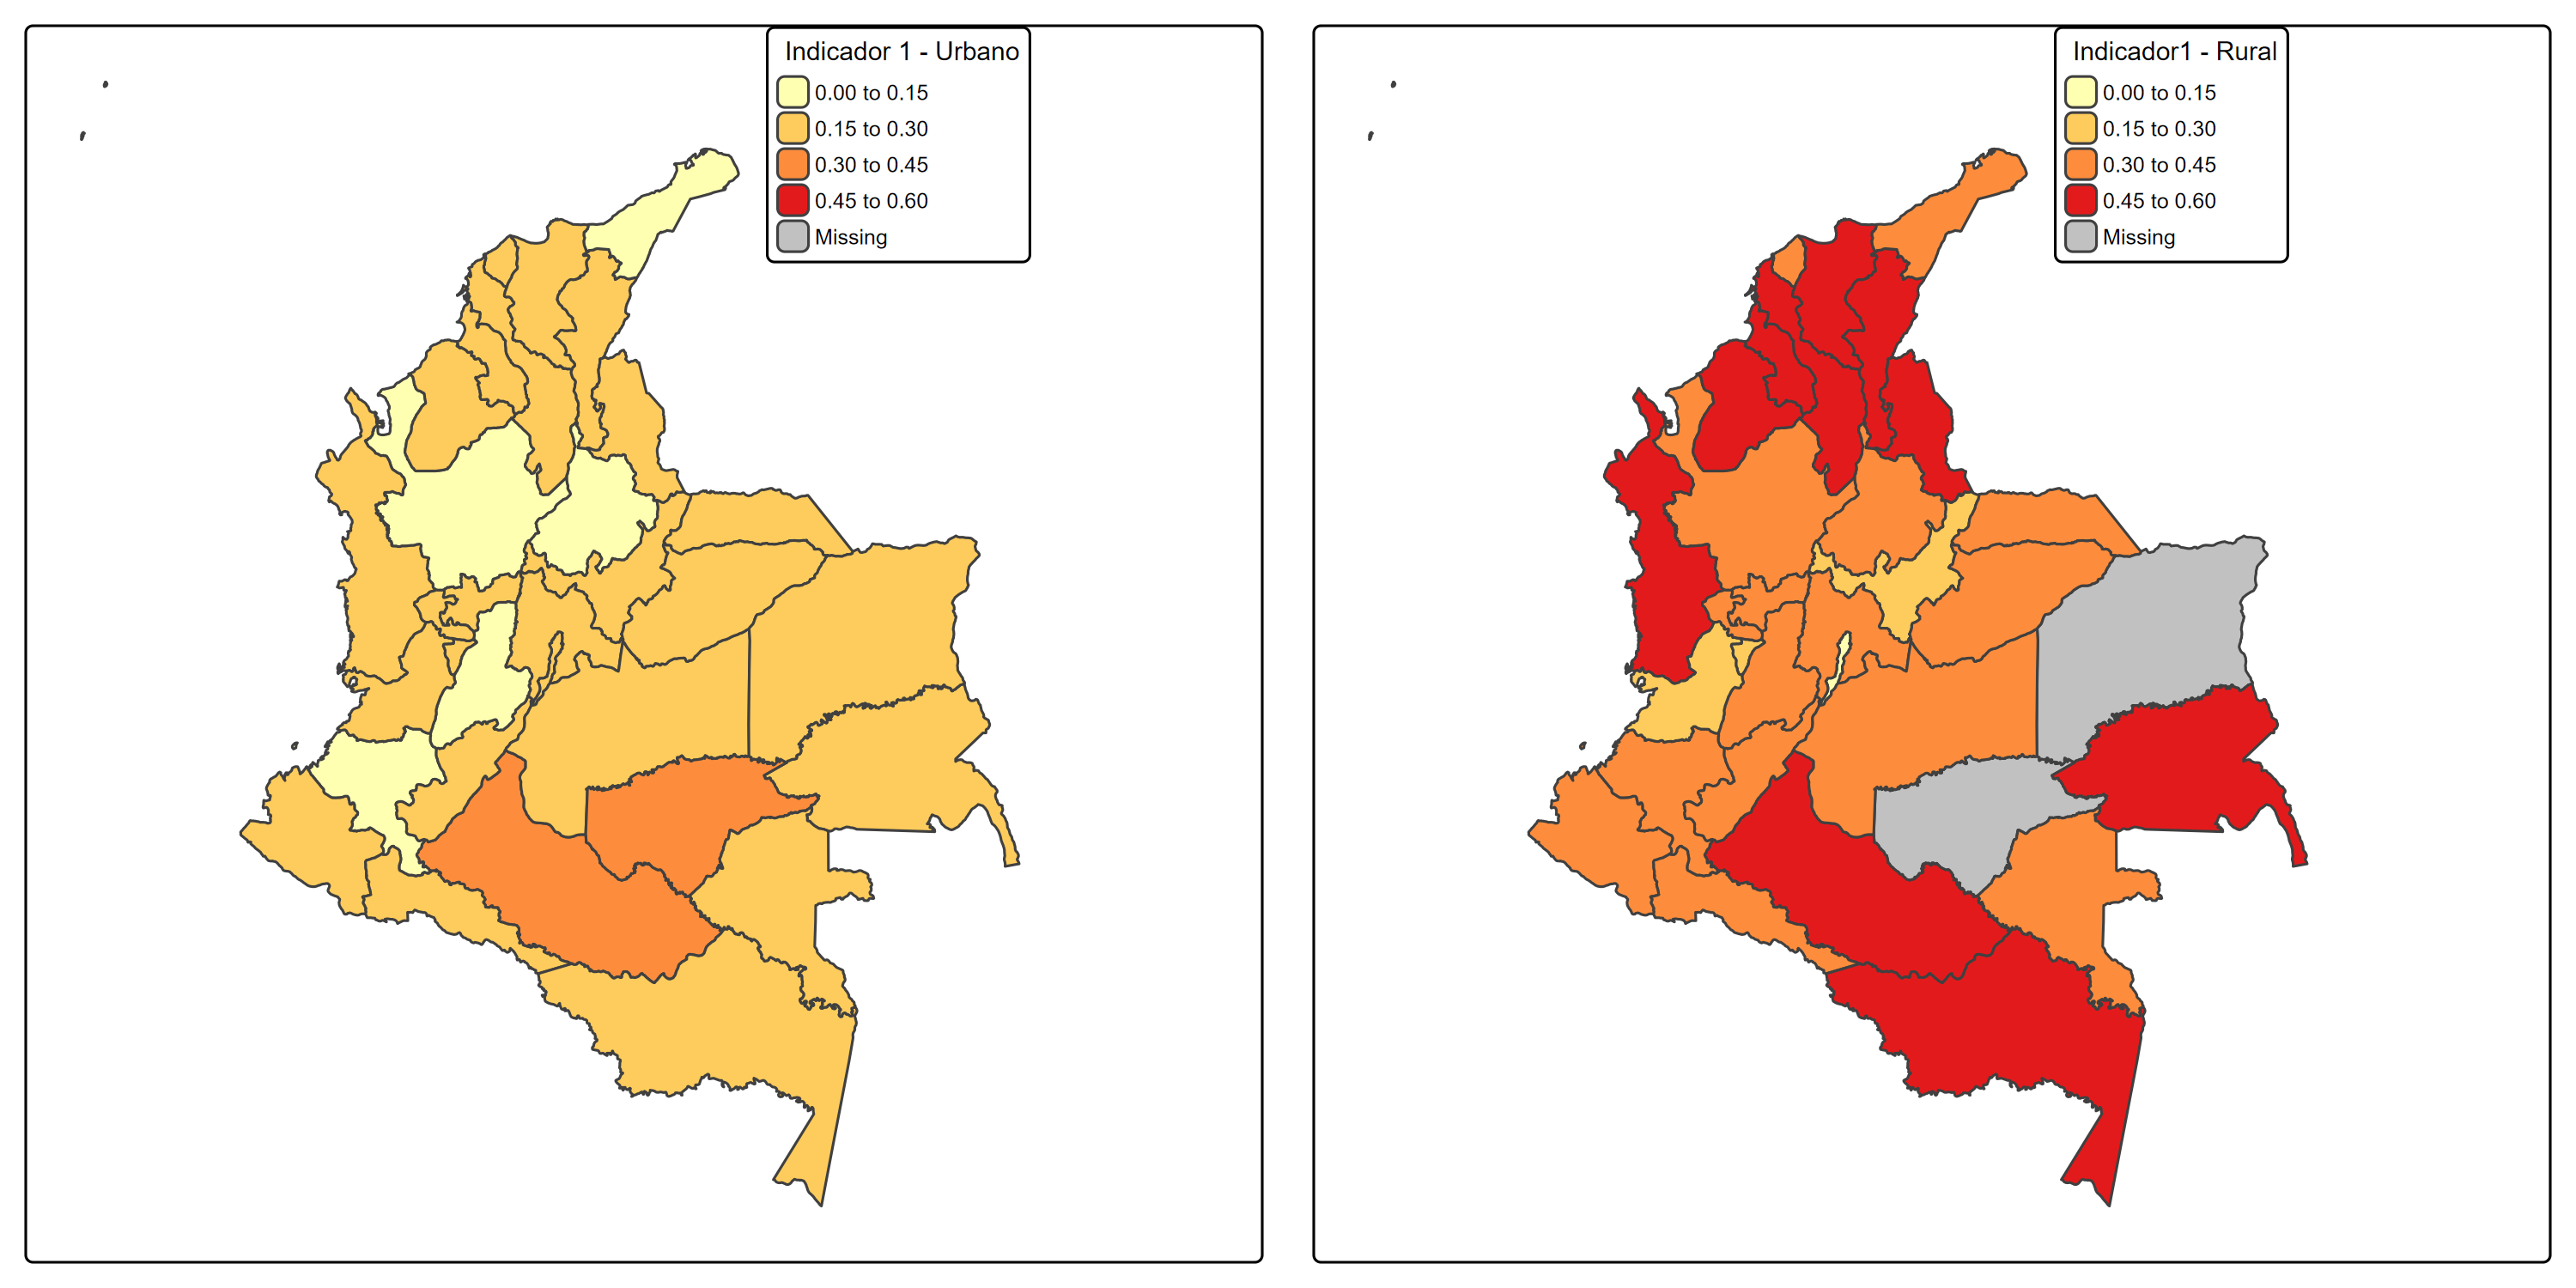 Indicador 1 - Urbano
0.00 to 0.15
0.15 to 0.30
0.30 to 0.45
0.45 to 0.60
Missing
Indicador1 - Rural
0.00 to 0.15
0.15 to 0.30
0.30 to 0.45
0.45 to 0.60
Missing